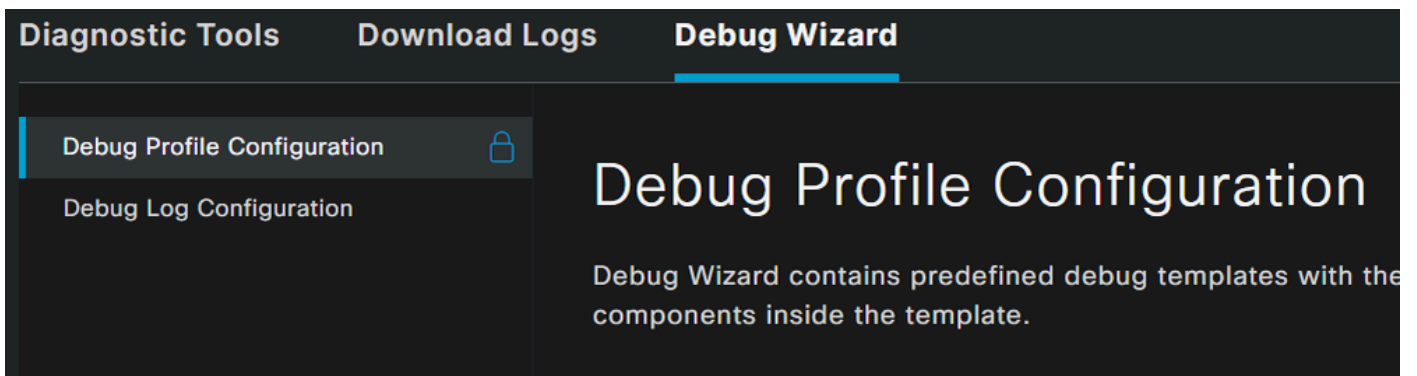 Diagnostic Tools Download Logs Debug Wizard
Debug Profile Configuration
Debug Log Configuration
Debug Profile Configuration
Debug Wizard contains predefined debug templates with the
components inside the template.